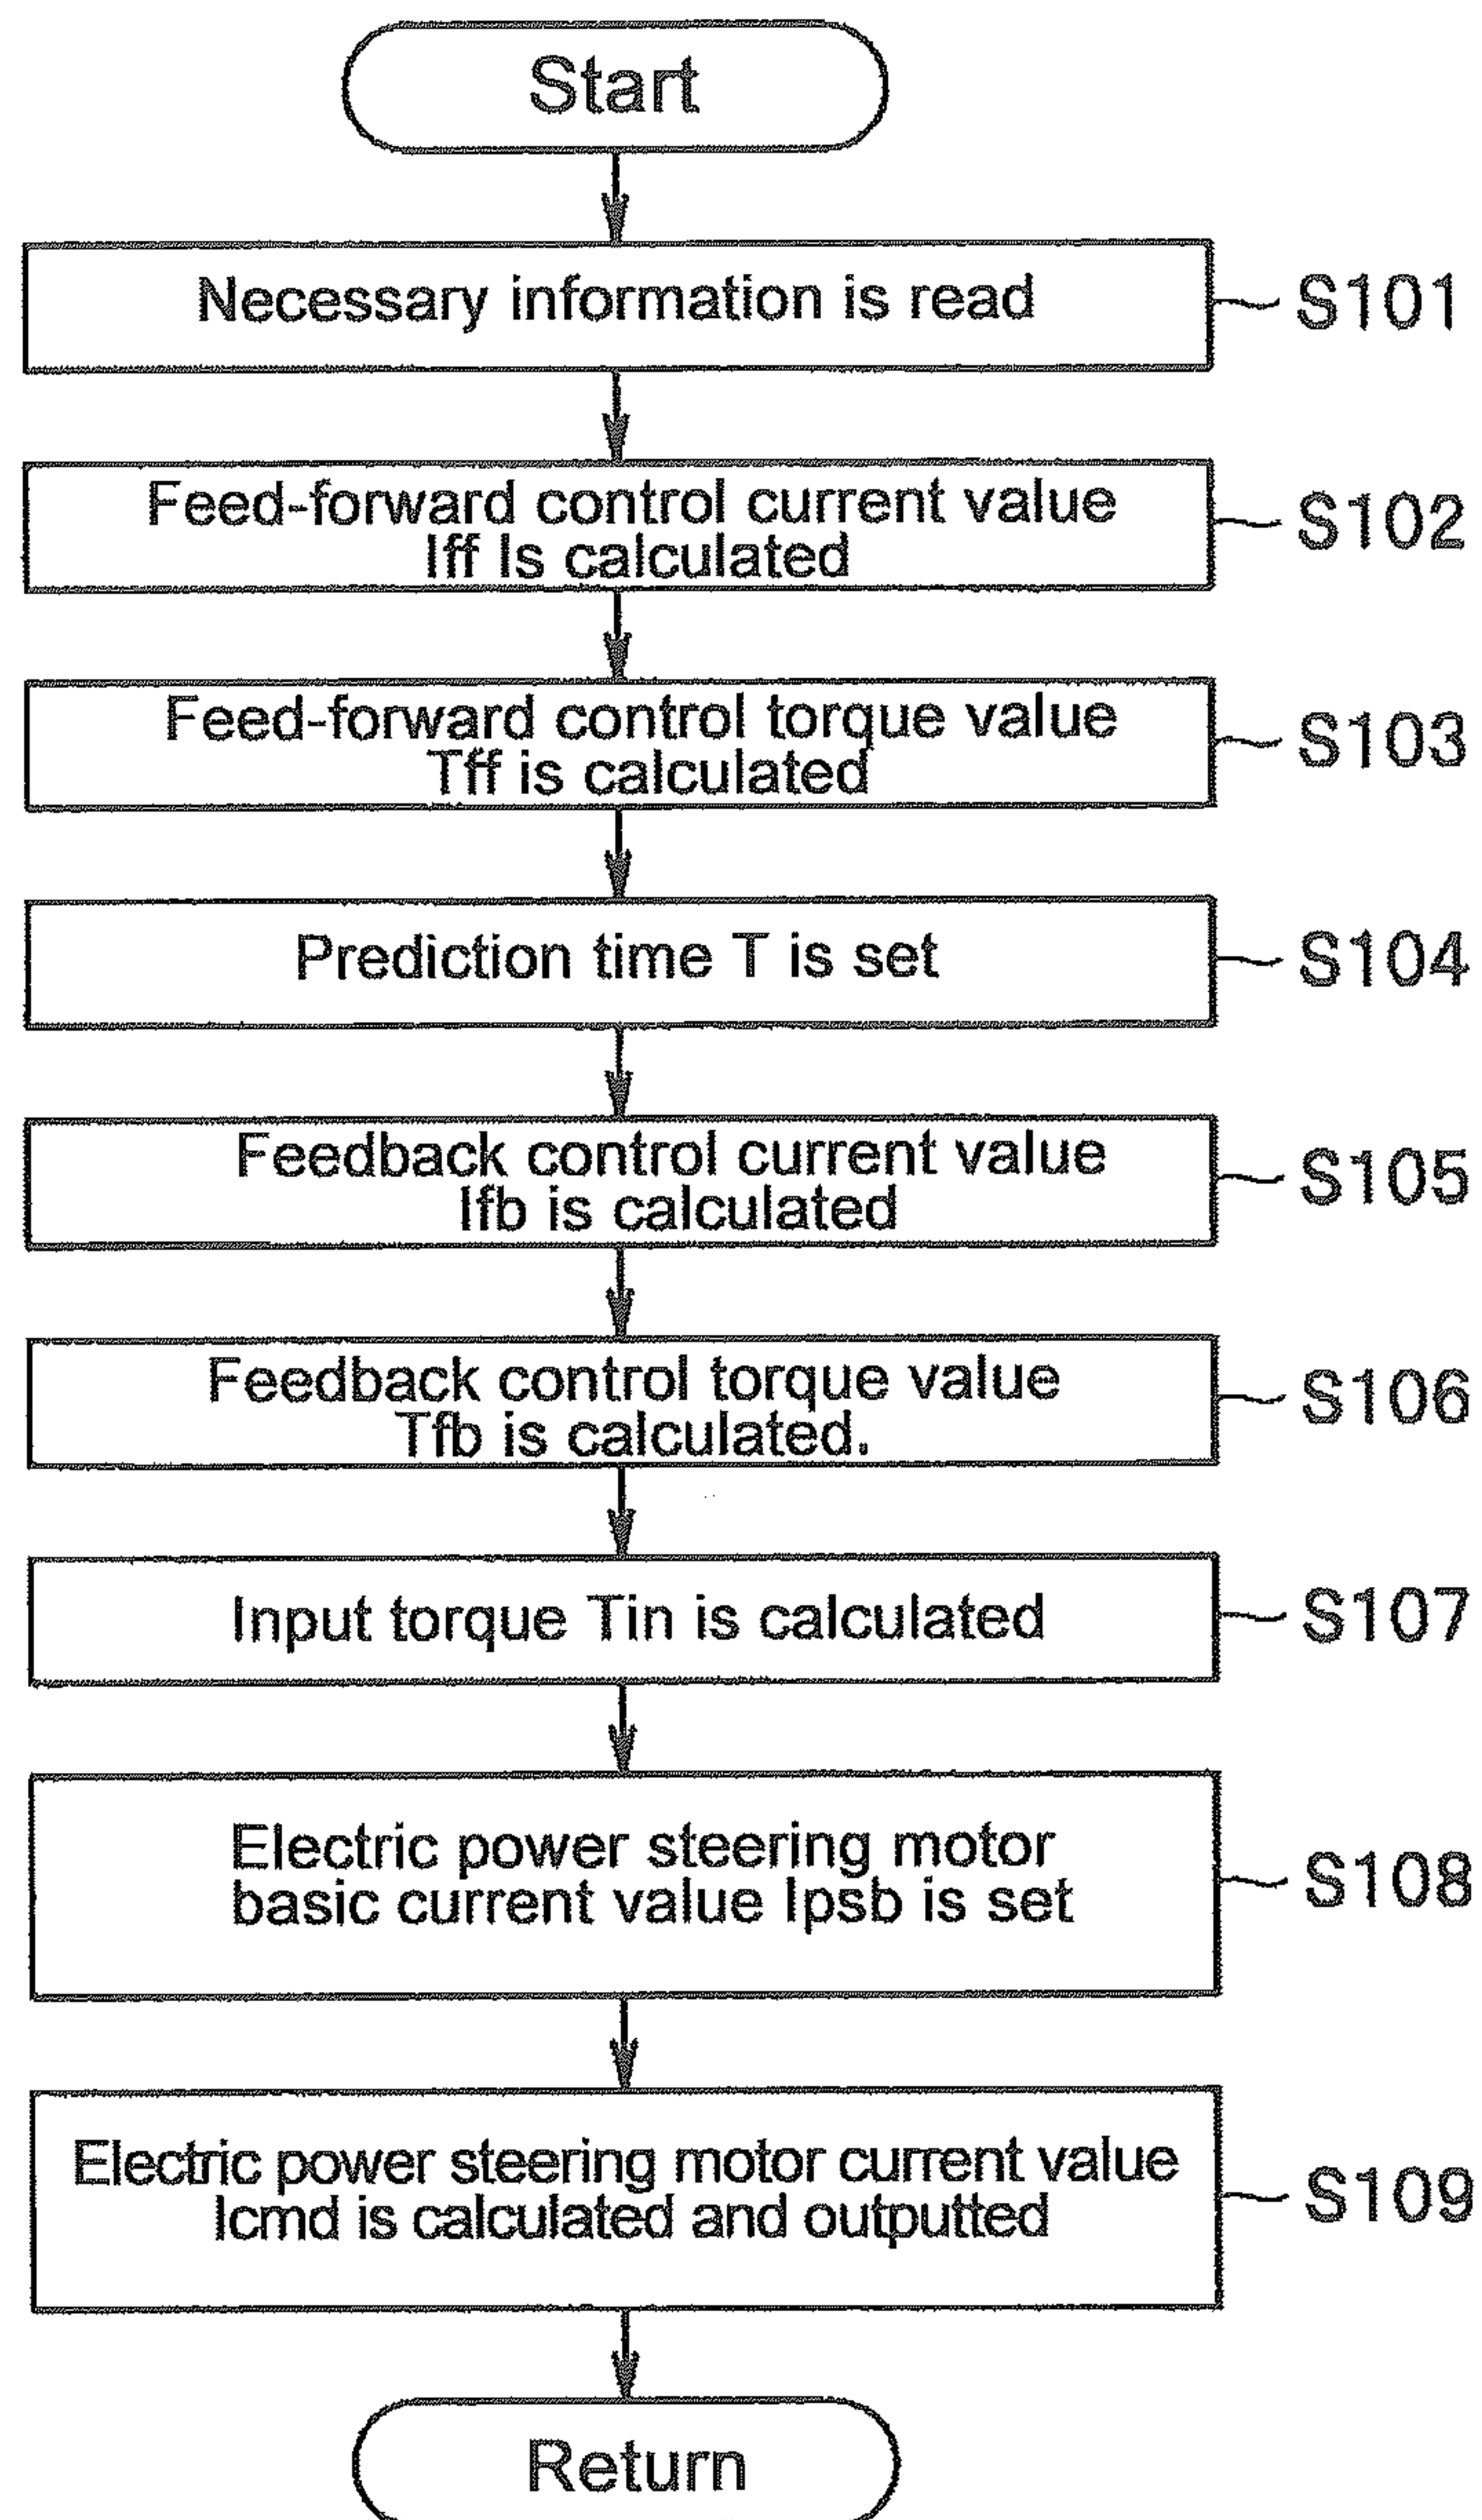 Start
Necessary information is read
S101
Feed-forward control current value
Iff Is calculated
S102
Feed-forward control torque value
Tff is calculated
S103
Prediction time T is set
S104
Feedback control current value
Ifb is calculated
S105
Feedback control torque value
Tfb is calculated.
S106
Input torque Tin is calculated
S107
Electric power steering motor
basic current value Ipsb is set
S108
Electric power steering motor current value
Icmd is calculated and outputted
S109
Return